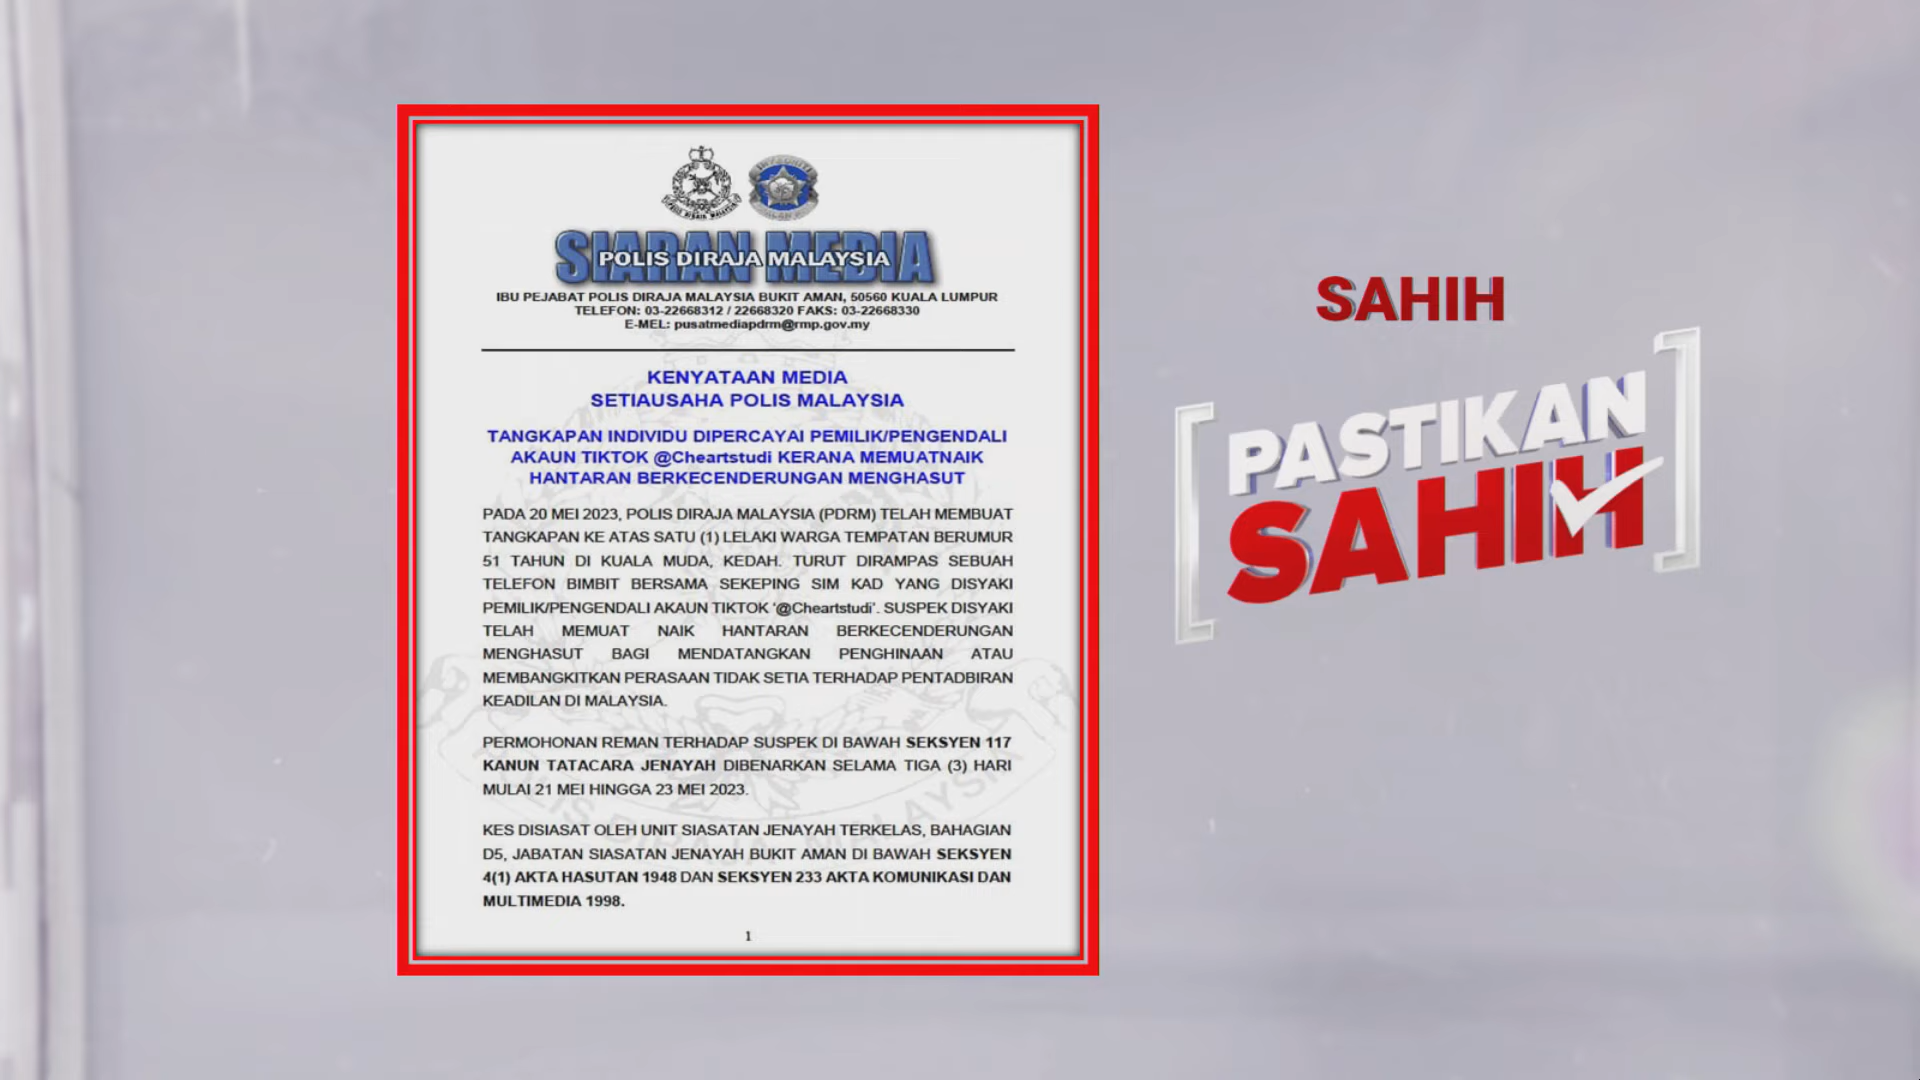 SIARAN MEDIA
POLIS DIRAJA MALAYSIA
IBU PEJABAT POLIS DIRAJA MALAYSIA BUKIT AMAN, 50560 KUALA LUMPUR
TELEFON: 03-22668312 / 22668320 FAKS: 03-22668330
E-MEL: pusatmediapdrm@rmp.gov.my
KENYATAAN MEDIA
SETIAUSAHA POLIS MALAYSIA
TANGKAPAN INDIVIDU DIPERCAYAI PEMILIK/PENGENDALI
AKAUN TIKTOK @Cheartstudi KERANA MEMUATNAIK
HANTARAN BERKECENDERUNGAN MENGHASUT
PADA 20 MEI 2023, POLIS DIRAJA MALAYSIA (PDRM) TELAH MEMBUAT
TANGKAPAN KE ATAS SATU (1) LELAKI WARGA TEMPATAN BERUMUR
51 TAHUN DI KUALA MUDA, KEDAH. TURUT DIRAMPAS SEBUAH
TELEFON BIMBIT BERSAMA SEKEPING SIM KAD YANG DISYAKI
PEMILIK/PENGENDALI AKAUN TIKTOK '@Cheartstudi'. SUSPEK DISYAKI
TELAH MEMUAT NAIK HANTARAN BERKECENDERUNGAN
MENGHASUT BAGI MENDATANGKAN PENGHINAAN ATAU
MEMBANGKITKAN PERASAAN TIDAK SETIA TERHADAP PENTADBIRAN
KEADILAN DI MALAYSIA.
PERMOHONAN REMAN TERHADAP SUSPEK DI BAWAH SEKSYEN 117
KANUN TATACARA JENAYAH DIBENARKAN SELAMA TIGA (3) HARI
MULAI 21 MEI HINGGA 23 MEI 2023.
KES DISIASAT OLEH UNIT SIASATAN JENAYAH TERKELAS, BAHAGIAN
D5, JABATAN SIASATAN JENAYAH BUKIT AMAN DI BAWAH SEKSYEN
4(1) AKTA HASUTAN 1948 DAN SEKSYEN 233 AKTA KOMUNIKASI DAN
MULTIMEDIA 1998.
1
POLIS DIRAJA MALAYSIA
SAHIH
PASTIKAN
SAHIH